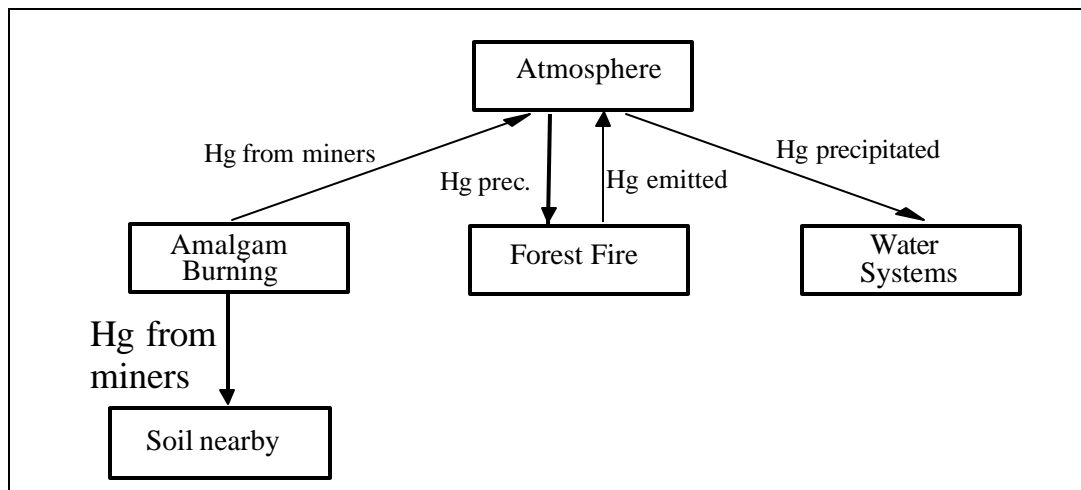 Atmosphere
Hg from miners
Hg prec.
Hg emitted
Hg precipitated
Amalgam
Burning
Forest Fire
Water
Systems
Hg from
miners
Soil nearby